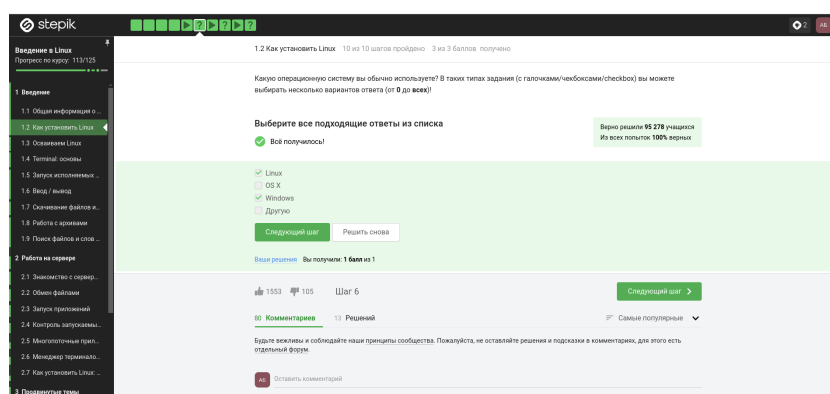 stepik
2
АБ
Введение в Linux
Прогресс по курсу: 113/125
1 Введение
1.1 Общая информация о ...
1.2 Как установить Linux
1.3 Осваиваем Linux
1.4 Terminal: основы
1.5 Запуск исполняемых ...
1.6 Ввод / вывод
1.7 Скачивание файлов и...
1.8 Работа с архивами
1.9 Поиск файлов и слов ...
2 Работа на сервере
2.1 Знакомство с сервер...
2.2 Обмен файлами
2.3 Запуск приложений
2.4 Контроль запускаемы...
2.5 Многопоточные прил...
2.6 Менеджер терминало...
2.7 Как установить Linux: ...
3 Продвинутые темы
1.2 Как установить Linux 10 из 10 шагов пройдено 3 из 3 баллов получено
Какую операционную систему вы обычно используете? В таких типах задания (с галочками/чекбоксами/checkbox) вы можете
выбирать несколько вариантов ответа (от 0 до всех)!
Выберите все подходящие ответы из списка
Всё получилось!
Верно решили 95 278 учащихся
Из всех попыток 100% верных
Linux
OS X
Windows
Другую
Следующий шаг Решить снова
Ваши решения Вы получили: 1 балл из 1
1553 105 Шаг 6 Следующий шаг
80 Комментариев 13 Решений Самые популярные
Будьте вежливы и соблюдайте наши принципы сообщества. Пожалуйста, не оставляйте решения и подсказки в комментариях, для этого есть
отдельный форум.
АБ Оставить комментарий